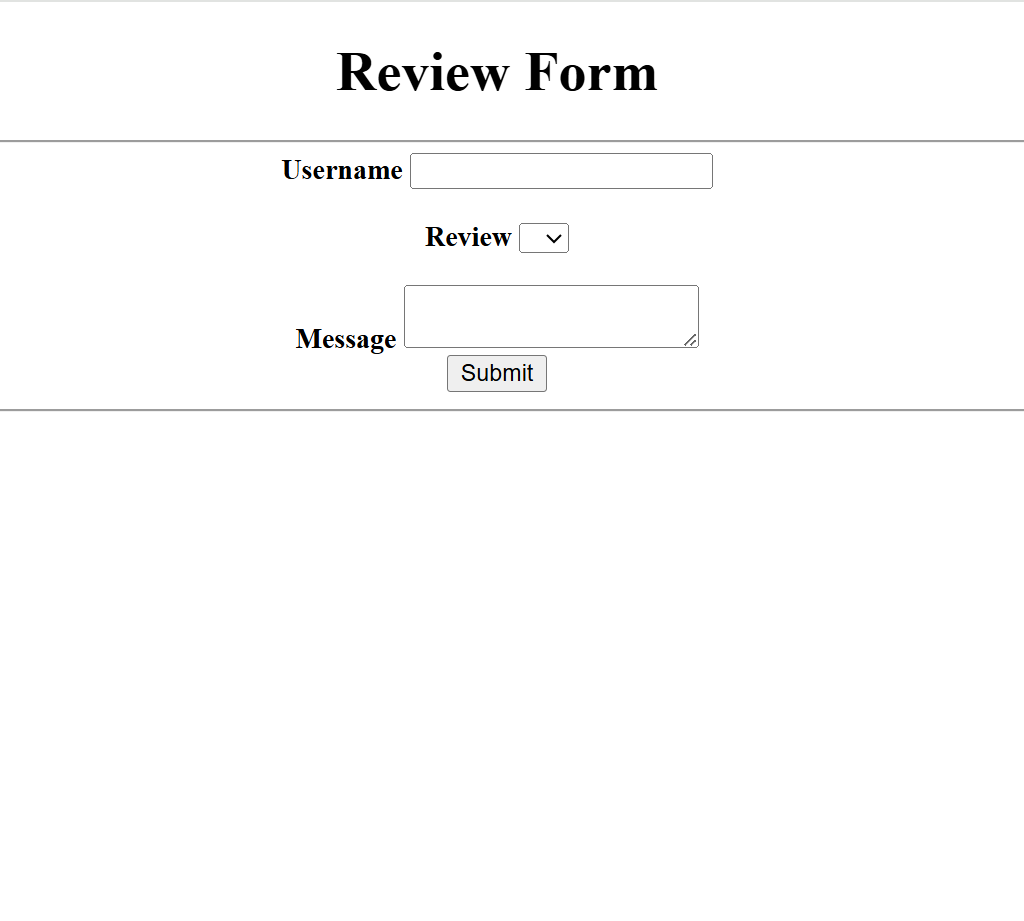 Review Form
Username
Review
Message
Submit